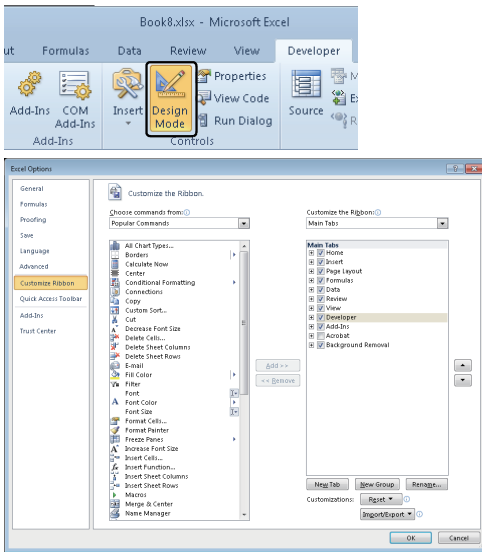 Book8.xlsx - Microsoft Exc
ut Formulas Data Review View Developer
Add-Ins COM Add-Ins
Insert Design Mode
Properties
View Code
Run Dialog
Source
M
E
R
Add-Ins Controls
Excel Options
General
Formulas
Proofing
Save
Language
Advanced
Customize Ribbon
Quick Access Toolbar
Add-Ins
Trust Center
Customize the Ribbon.
Choose commands from:
Popular Commands
All Chart Types...
Borders
Calculate Now
Center
Conditional Formatting
Connections
Copy
Custom Sort...
Cut
Decrease Font Size
Delete Cells...
Delete Sheet Columns
Delete Sheet Rows
E-mail
Fill Color
Filter
Font
Font Color
Font Size
Format Cells...
Format Painter
Freeze Panes
Increase Font Size
Insert Cells...
Insert Function...
Insert Sheet Columns
Insert Sheet Rows
Macros
Merge & Center
Name Manager
Add >>
<< Remove
Customize the Ribbon:
Main Tabs
Main Tabs
Home
Insert
Page Layout
Formulas
Data
Review
View
Developer
Add-Ins
Acrobat
Background Removal
New Tab New Group Rename...
Customizations: Reset
Import/Export
OK Cancel